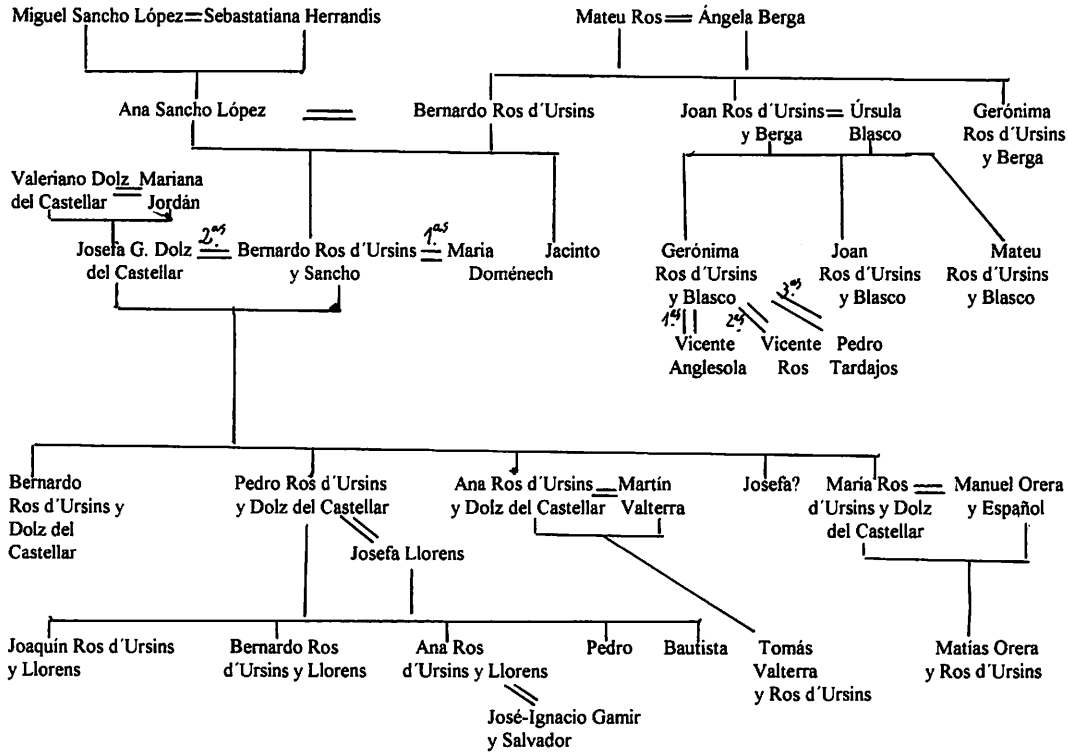 Miguel Sancho López=Sebastatiana Herrandis
Mateu Ros = Ángela Berga
Ana Sancho López = Bernardo Ros d´Ursins
Joan Ros d´Ursins= Úrsula
y Berga Blasco
Gerónima
Ros d´Ursins
y Berga
Valeriano Dolz = Mariana
del Castellar Jordán
Josefa G. Dolz
del Castellar
2.as
Bernardo Ros d´Ursins
y Sancho
1.as
Maria
Doménech
Jacinto
Gerónima
Ros d´Ursins
y Blasco
Joan
Ros d´Ursins
y Blasco
Mateu
Ros d´Ursins
y Blasco
1.as
2.as
3.as
Vicente
Anglesola
Vicente
Ros
Pedro
Tardajos
Bernardo
Ros d´Ursins y
Dolz del
Castellar
Pedro Ros d´Ursins
y Dolz del Castellar
Josefa Llorens
Ana Ros d´Ursins = Martín
y Dolz del Castellar Valterra
Josefa?
Maria Ros
d´Ursins y Dolz
del Castellar
= Manuel Orera
y Español
Joaquín Ros d´Ursins
y Llorens
Bernardo Ros
d´Ursins y Llorens
Ana Ros
d´Ursins y Llorens
José-Ignacio Gamir
y Salvador
Pedro
Bautista
Tomás
Valterra
y Ros d´Ursins
Matías Orera
y Ros d´Ursins